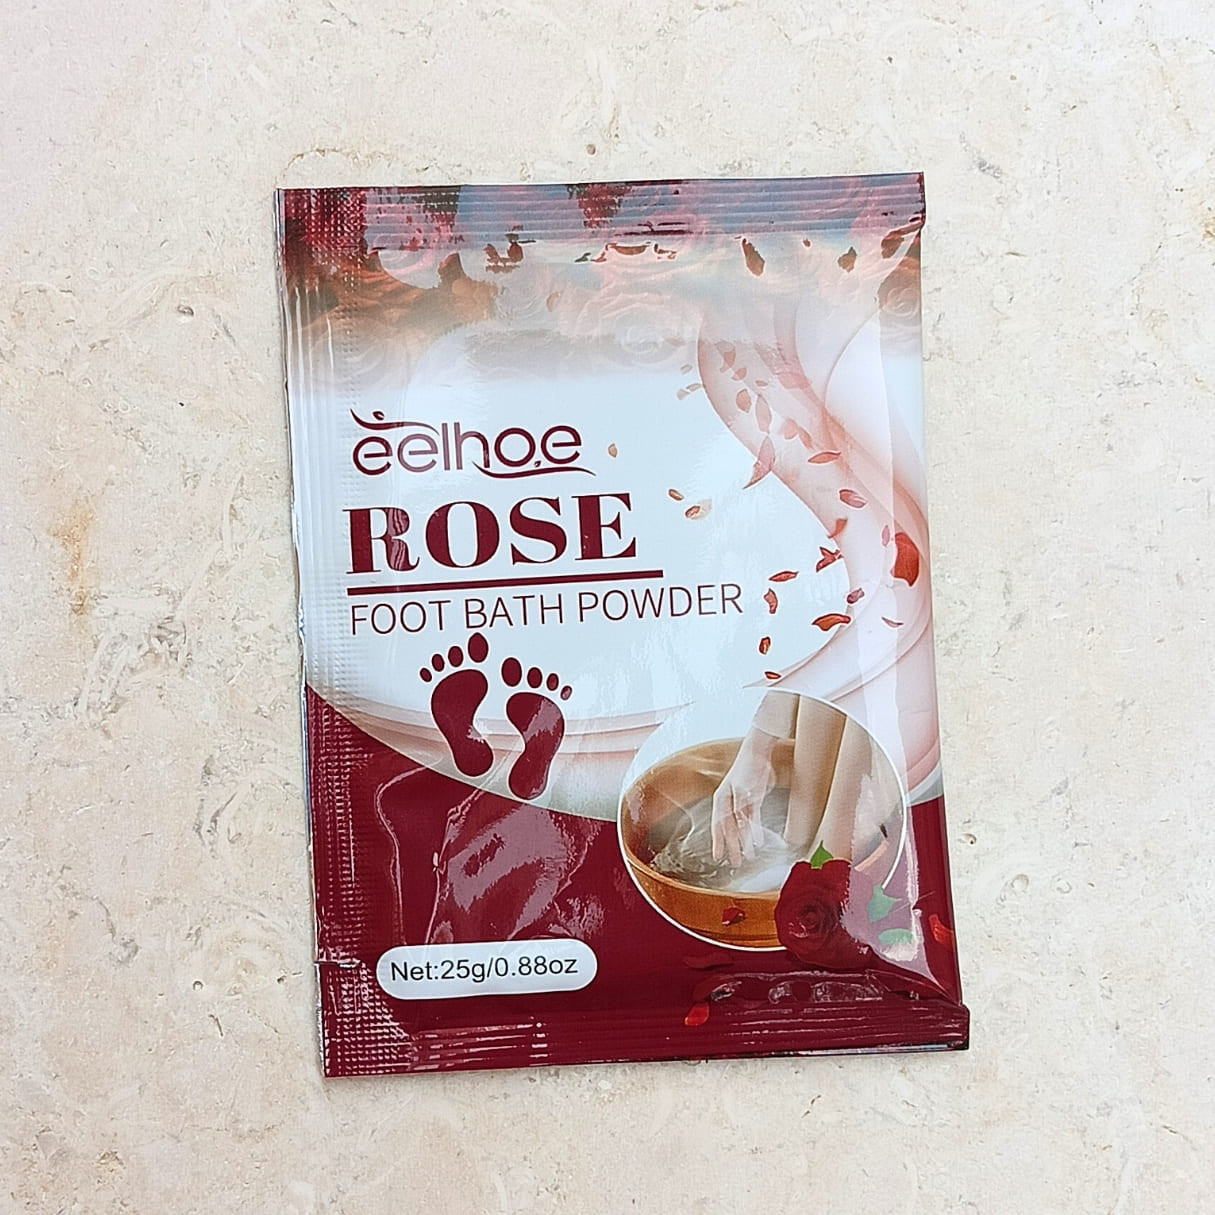 eelhoe
ROSE
FOOT BATH POWDER
Net:25g/0.88oz